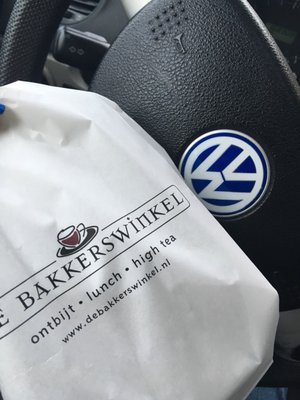 E BAKKERSWINKEL
ontbijt • lunch • high tea
www.debakkerswinkel.nl